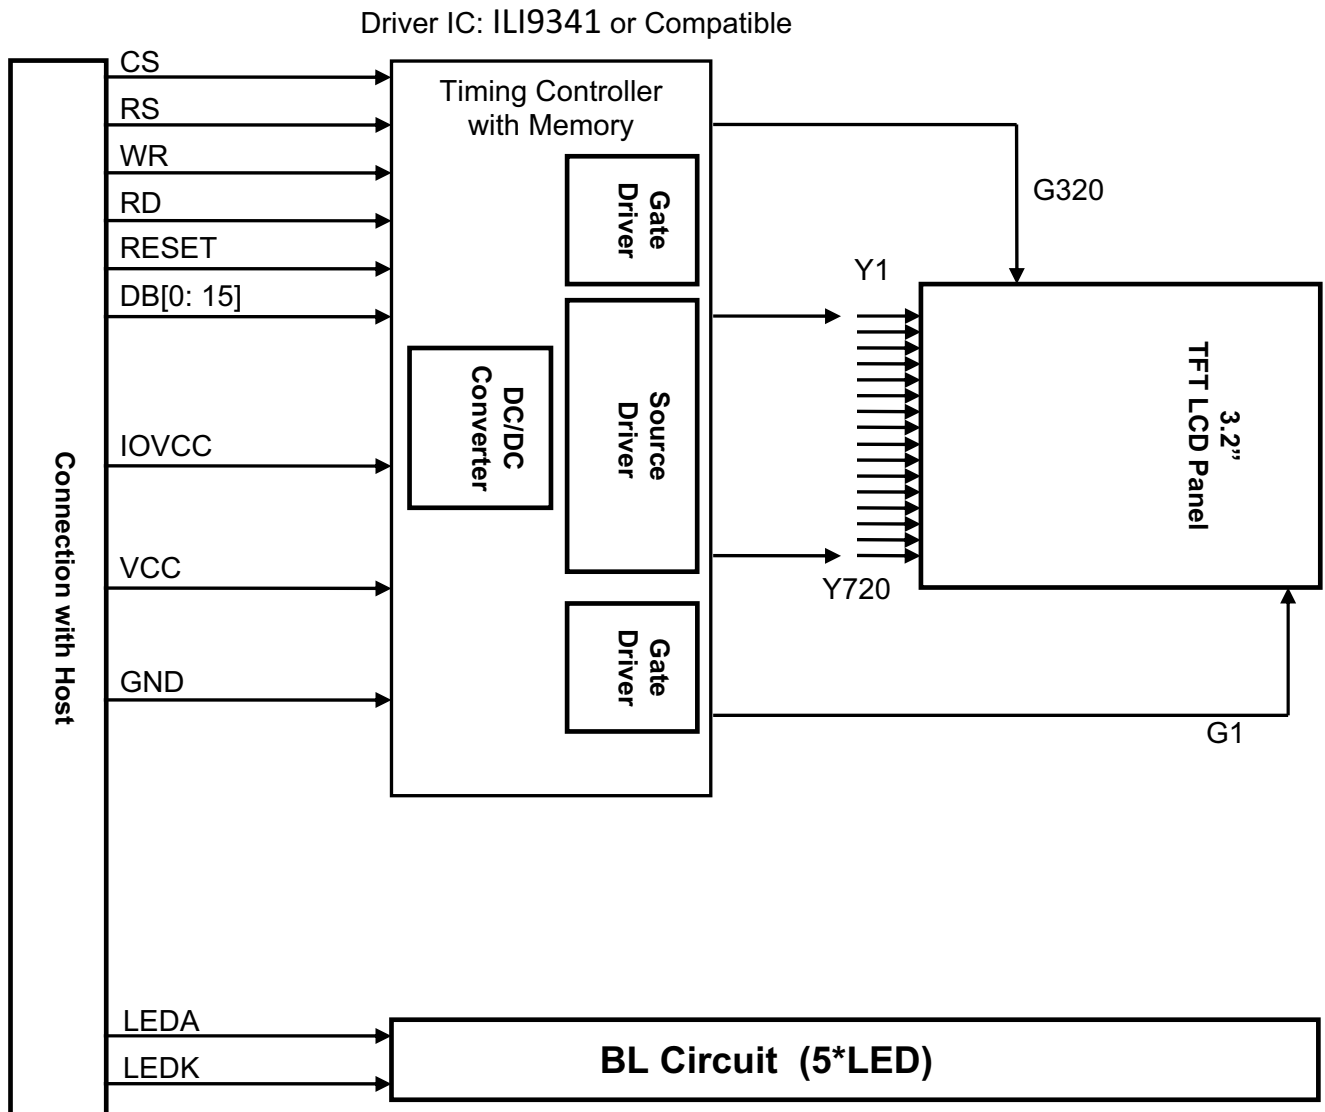 Driver IC: ILI9341 or Compatible
CS
RS
WR
RD
RESET
DB[0: 15]
IOVCC
VCC
GND
Connection with Host
Timing Controller
with Memory
Gate
Driver
DC/DC
Converter
Source
Driver
Gate
Driver
G320
Y1
Y720
3.2”
TFT LCD Panel
G1
LEDA
LEDK
BL Circuit (5*LED)